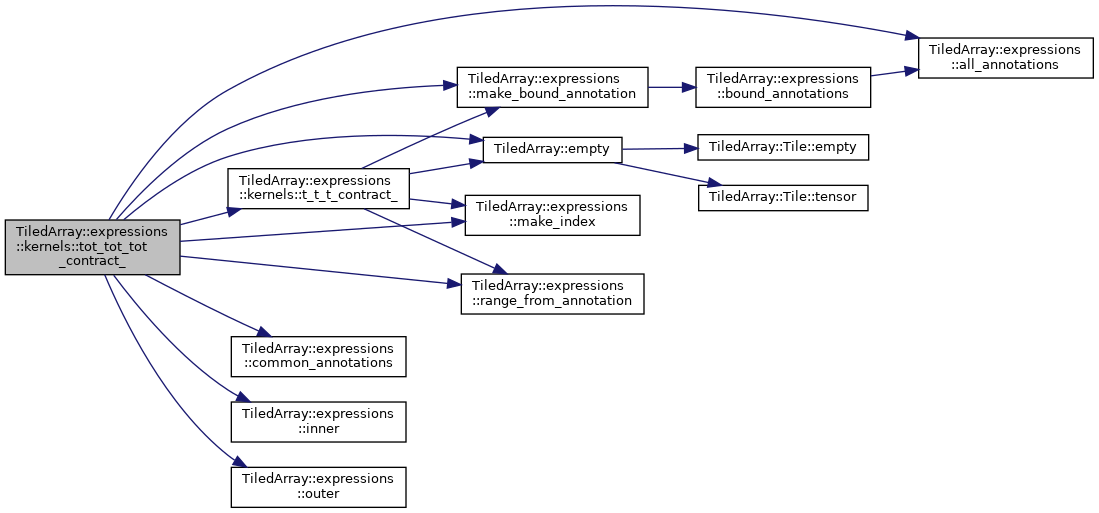 TiledArray::expressions
::kernels::tot_tot_tot
_contract_
TiledArray::expressions
::all_annotations
TiledArray::expressions
::make_bound_annotation
TiledArray::expressions
::bound_annotations
TiledArray::empty
TiledArray::Tile::empty
TiledArray::Tile::tensor
TiledArray::expressions
::kernels::t_t_t_contract_
TiledArray::expressions
::make_index
TiledArray::expressions
::range_from_annotation
TiledArray::expressions
::common_annotations
TiledArray::expressions
::inner
TiledArray::expressions
::outer